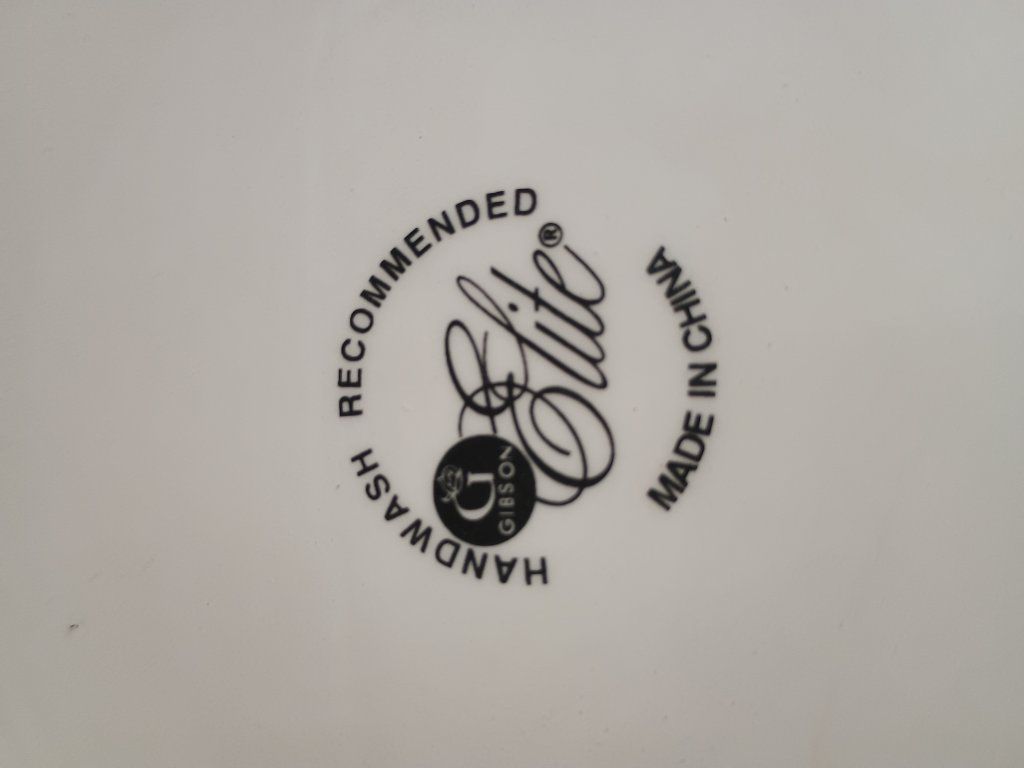 HANDWASH RECOMMENDED
G
GIBSON
Elite®
MADE IN CHINA